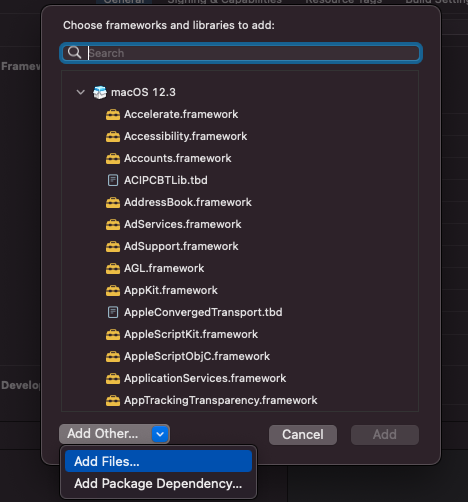 General Signing & Capabilities Resource Tags Build Setting
Choose frameworks and libraries to add:
Search
Framew
macOS 12.3
Accelerate.framework
Accessibility.framework
Accounts.framework
ACIPCBTLib.tbd
AddressBook.framework
AdServices.framework
AdSupport.framework
AGL.framework
AppKit.framework
AppleConvergedTransport.tbd
AppleScriptKit.framework
AppleScriptObjC.framework
ApplicationServices.framework
Develop
AppTrackingTransparency.framework
Add Other...
Cancel
Add
Add Files...
Add Package Dependency...